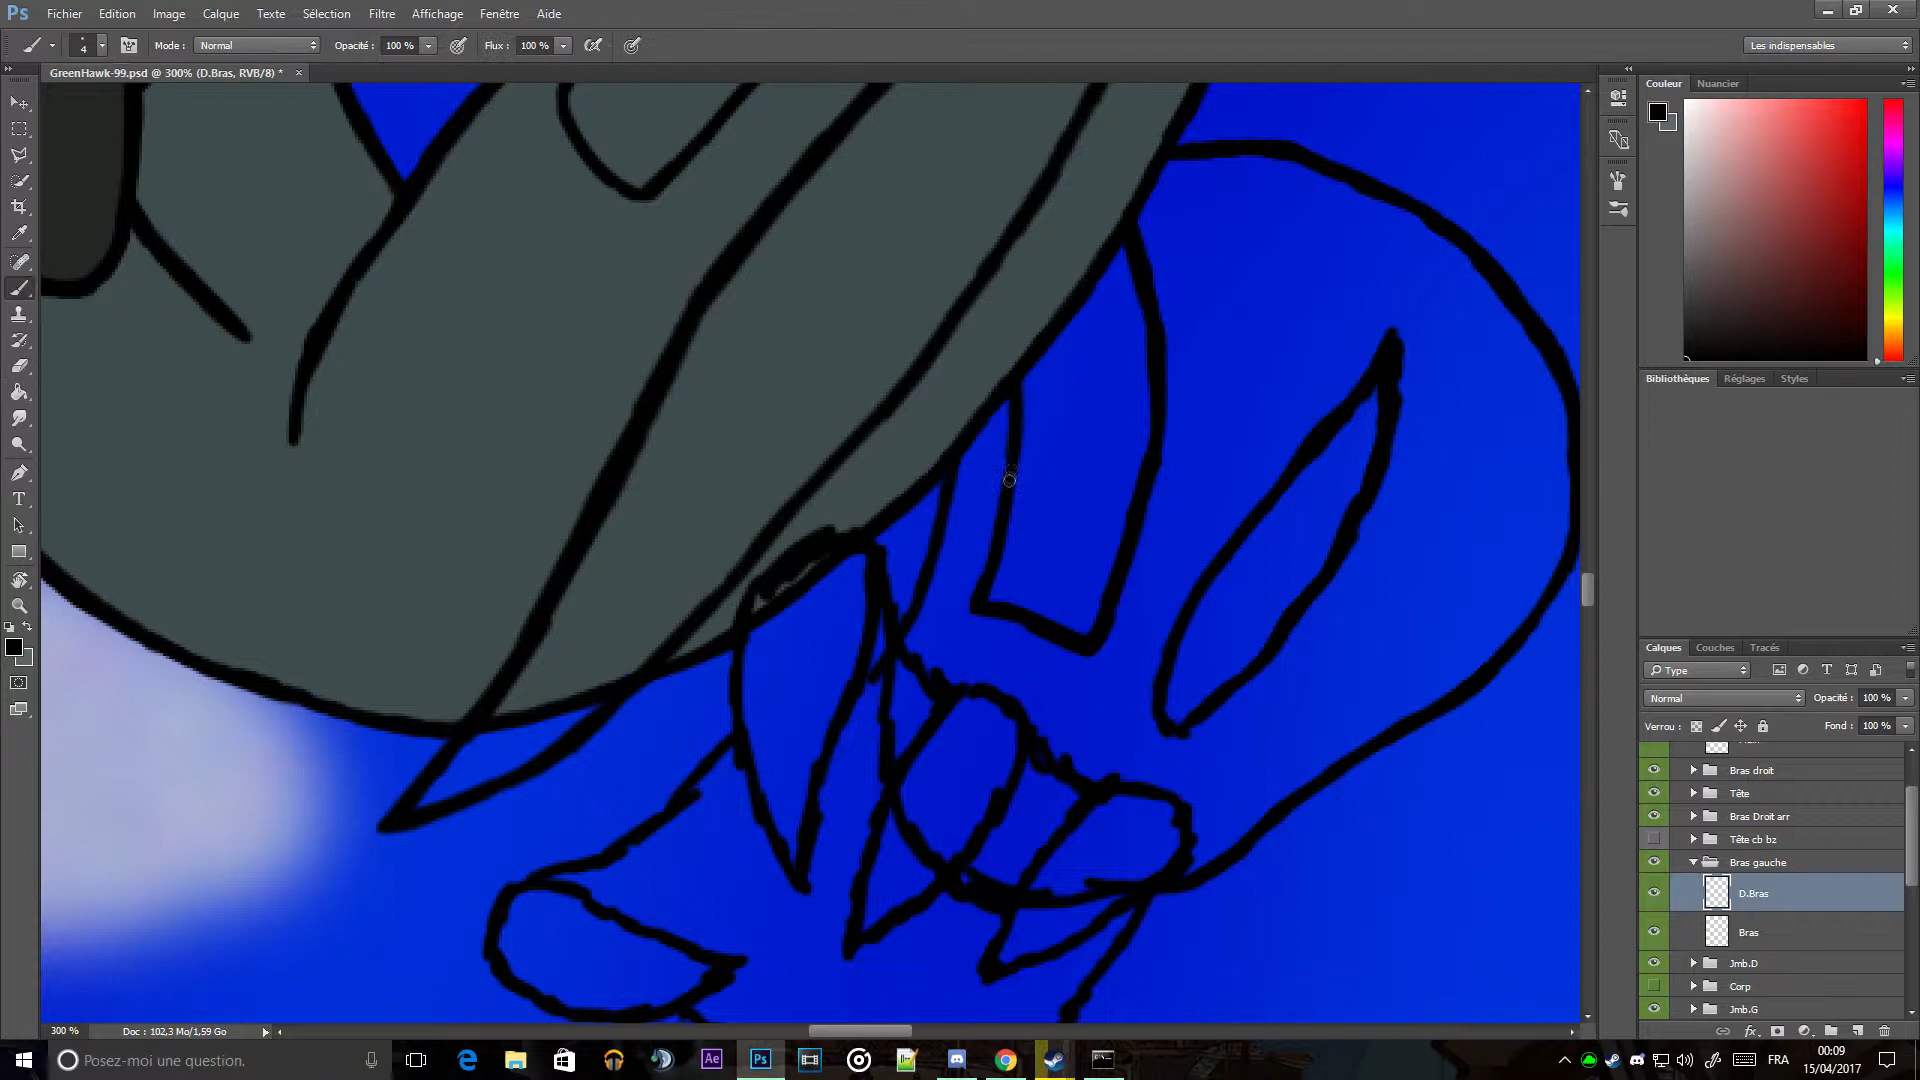 Ps Fichier Edition Image Calque Texte Sélection Filtre Affichage Fenêtre Aide
4 Mode : Normal Opacité : 100 % Flux : 100 % Les indispensables
GreenHawk-99.psd @ 300% (D.Bras, RVB/8) * ×
Couleur Nuancier
Bibliothèques Réglages Styles
Calques Couches Tracés
Type
Normal Opacité : 100 %
Verrou : Fond : 100 %
Bras droit
Tête
Bras Droit arr
Tête cb bz
Bras gauche
D.Bras
Bras
Jmb.D
Corp
Jmb.G
300 % Doc : 102,3 Mo/1,59 Go
Posez-moi une question. Ae Ps FRA 00:09
15/04/2017